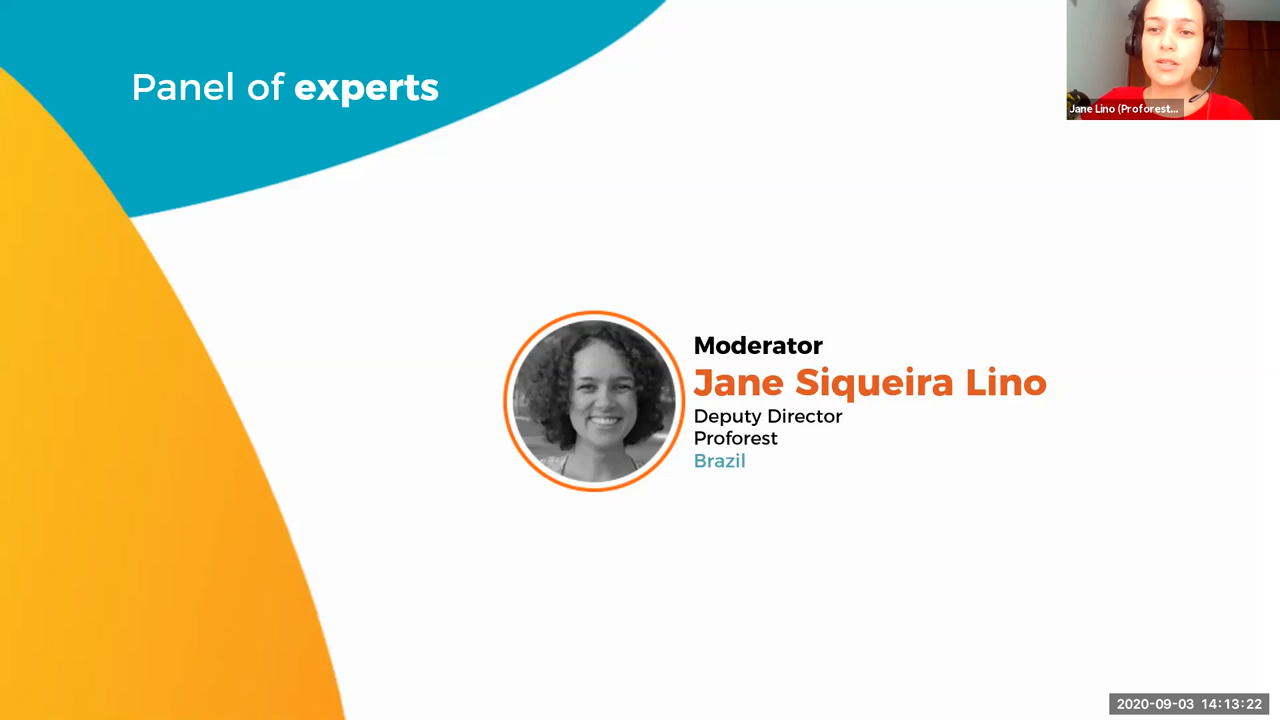 Panel of experts
Jane Lino (Proforest...
Moderator
Jane Siqueira Lino
Deputy Director
Proforest
Brazil
2020-09-03 14:13:22